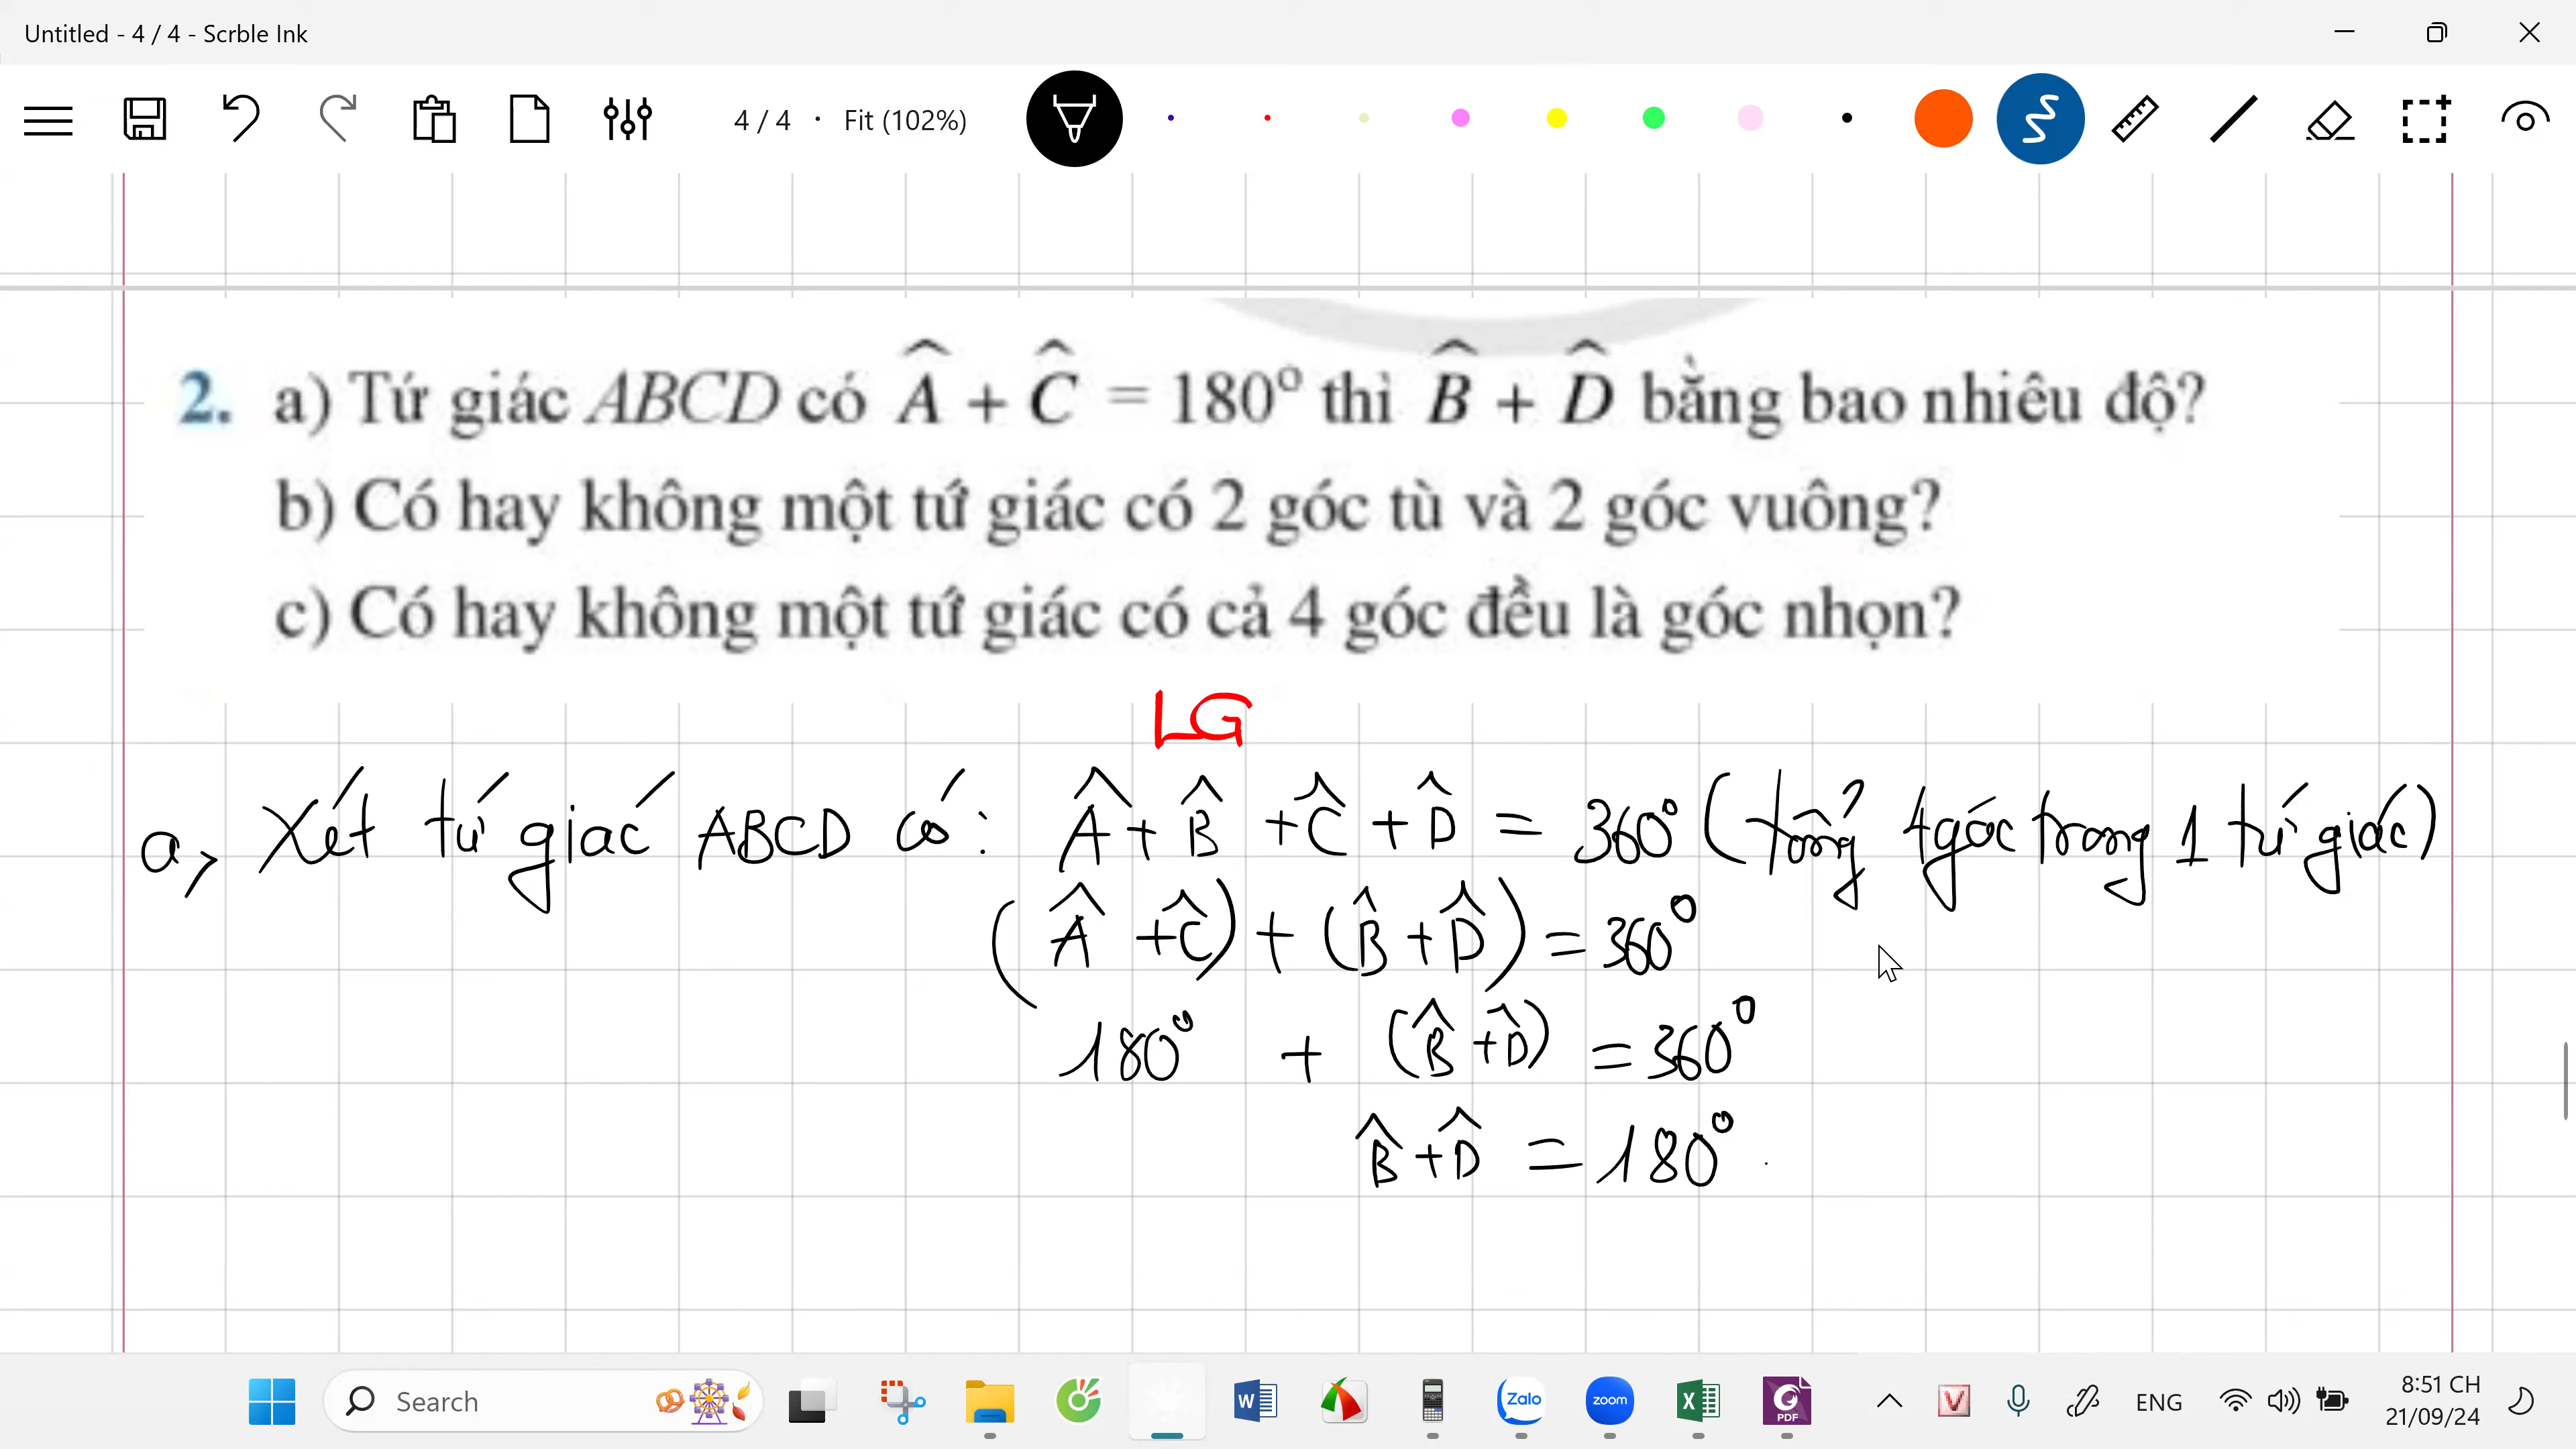 Untitled - 4 / 4 - Scrble Ink
4 / 4 · Fit (102%)
2. a) Tứ giác ABCD có Â + Ĉ = 180° thì B̂ + D̂ bằng bao nhiêu độ?
b) Có hay không một tứ giác có 2 góc tù và 2 góc vuông?
c) Có hay không một tứ giác có cả 4 góc đều là góc nhọn?
LG
a, Xét tứ giác ABCD có: Â + B̂ + Ĉ + D̂ = 360° (tổng 4 góc trong 1 tứ giác)
(Â + Ĉ) + (B̂ + D̂) = 360°
180° + (B̂ + D̂) = 360°
B̂ + D̂ = 180°.
Search
W
Zalo
zoom
X
G
PDF
V
ENG
8:51 CH
21/09/24